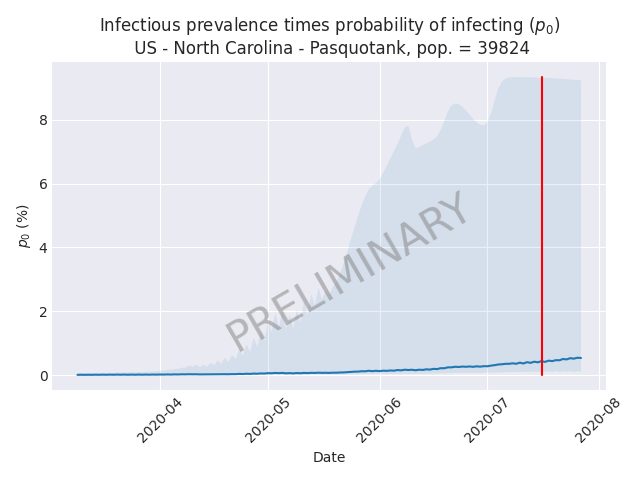 Infectious prevalence times probability of infecting (p₀)
US - North Carolina - Pasquotank, pop. = 39824
p₀ (%)
8
6
4
2
0
PRELIMINARY
2020-04
2020-05
2020-06
2020-07
2020-08
Date